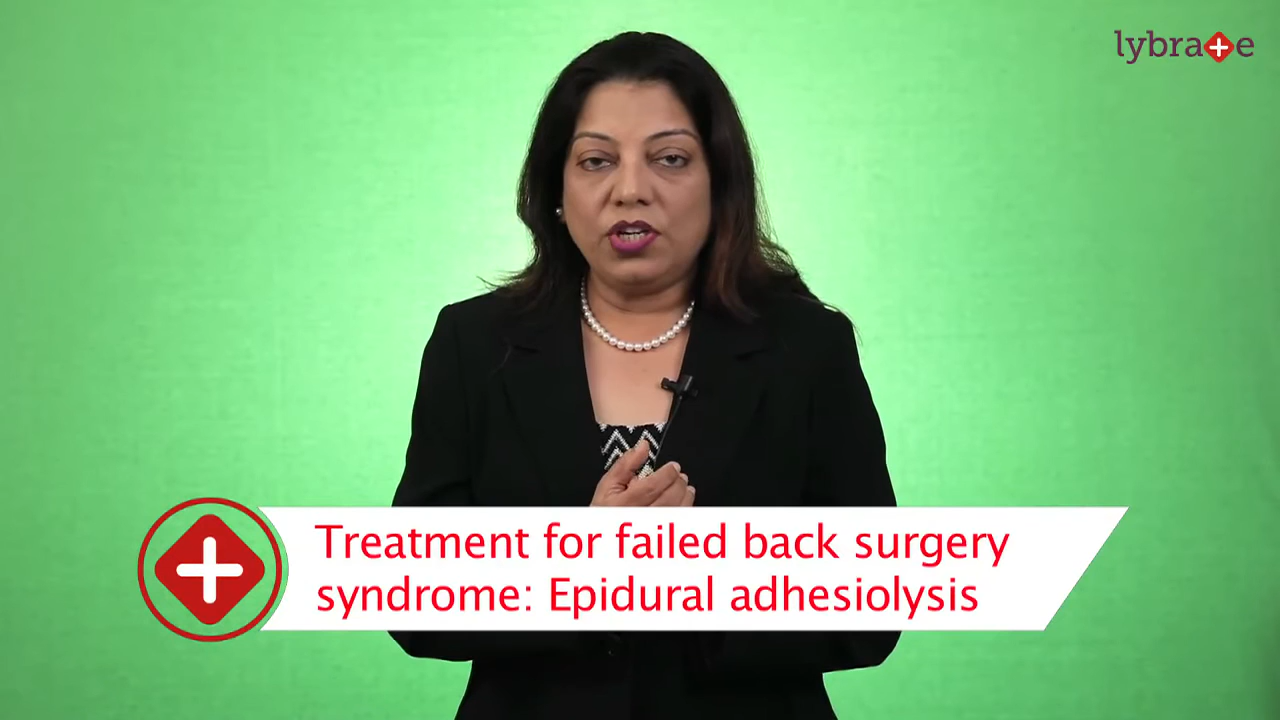 lybrate
Treatment for failed back surgery
syndrome: Epidural adhesiolysis